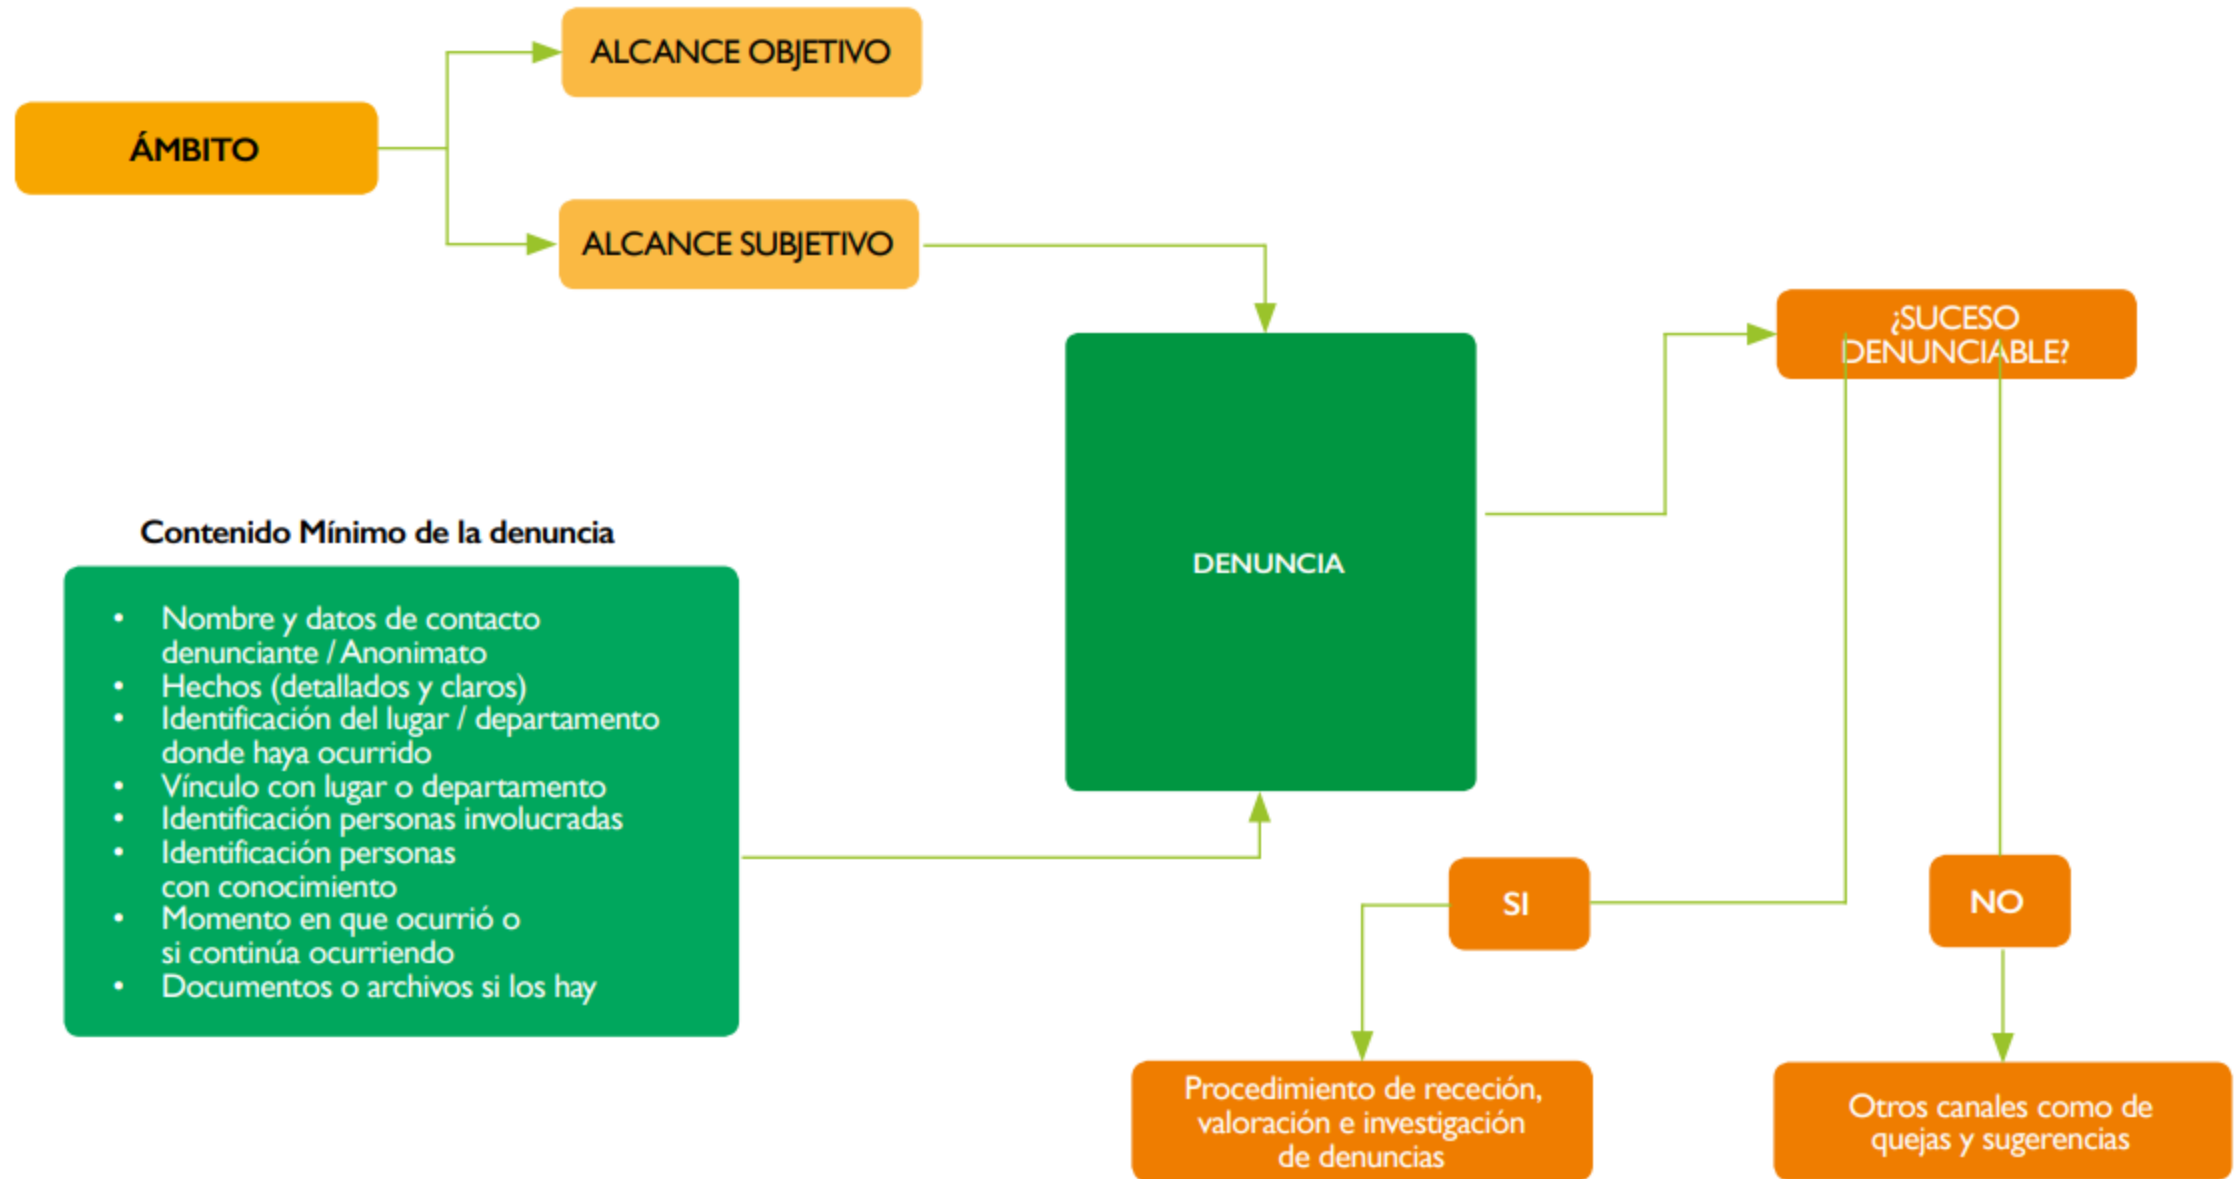 ALCANCE OBJETIVO
ÁMBITO
ALCANCE SUBJETIVO
¿SUCESO
DENUNCIABLE?
Contenido Mínimo de la denuncia
• Nombre y datos de contacto
denunciante / Anonimato
• Hechos (detallados y claros)
• Identificación del lugar / departamento
donde haya ocurrido
• Vínculo con lugar o departamento
• Identificación personas involucradas
• Identificación personas
con conocimiento
• Momento en que ocurrió o
si continúa ocurriendo
• Documentos o archivos si los hay
DENUNCIA
SI
NO
Procedimiento de receción,
valoración e investigación
de denuncias
Otros canales como de
quejas y sugerencias